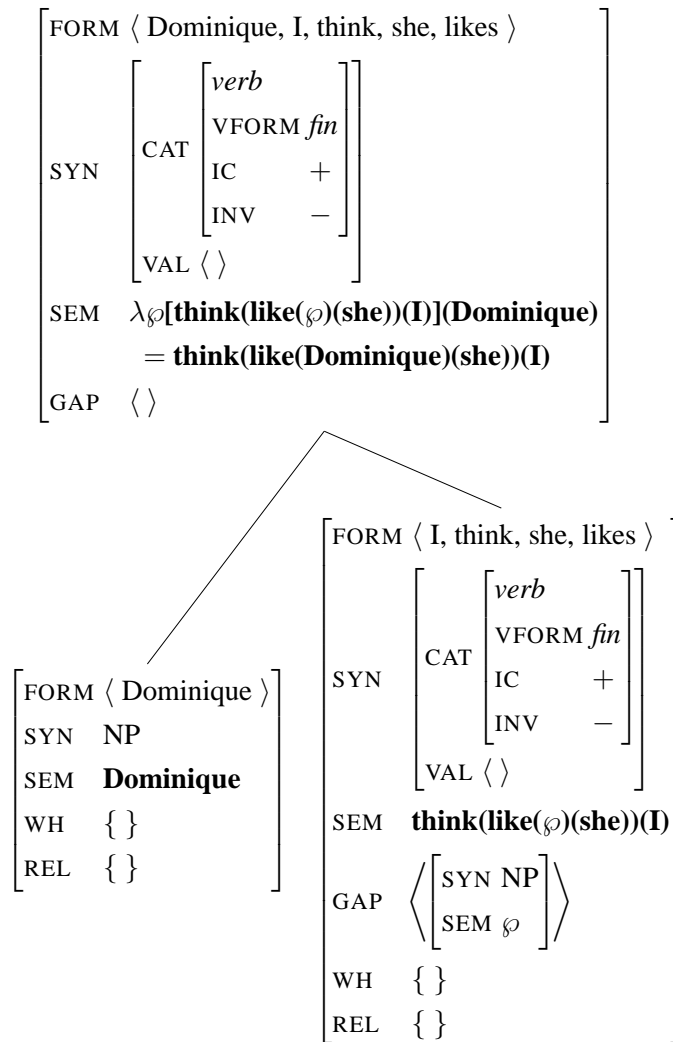 FORM ⟨ Dominique, I, think, she, likes ⟩
verb
VFORM fin
CAT
SYN IC +
INV −
VAL ⟨ ⟩
SEM λ℘[think(like(℘)(she))(I)](Dominique)
= think(like(Dominique)(she))(I)
GAP ⟨ ⟩
FORM ⟨ Dominique ⟩
SYN NP
SEM Dominique
WH { }
REL { }
FORM ⟨ I, think, she, likes ⟩
verb
VFORM fin
CAT
SYN IC +
INV −
VAL ⟨ ⟩
SEM think(like(℘)(she))(I)
SYN NP
GAP
SEM ℘
WH { }
REL { }